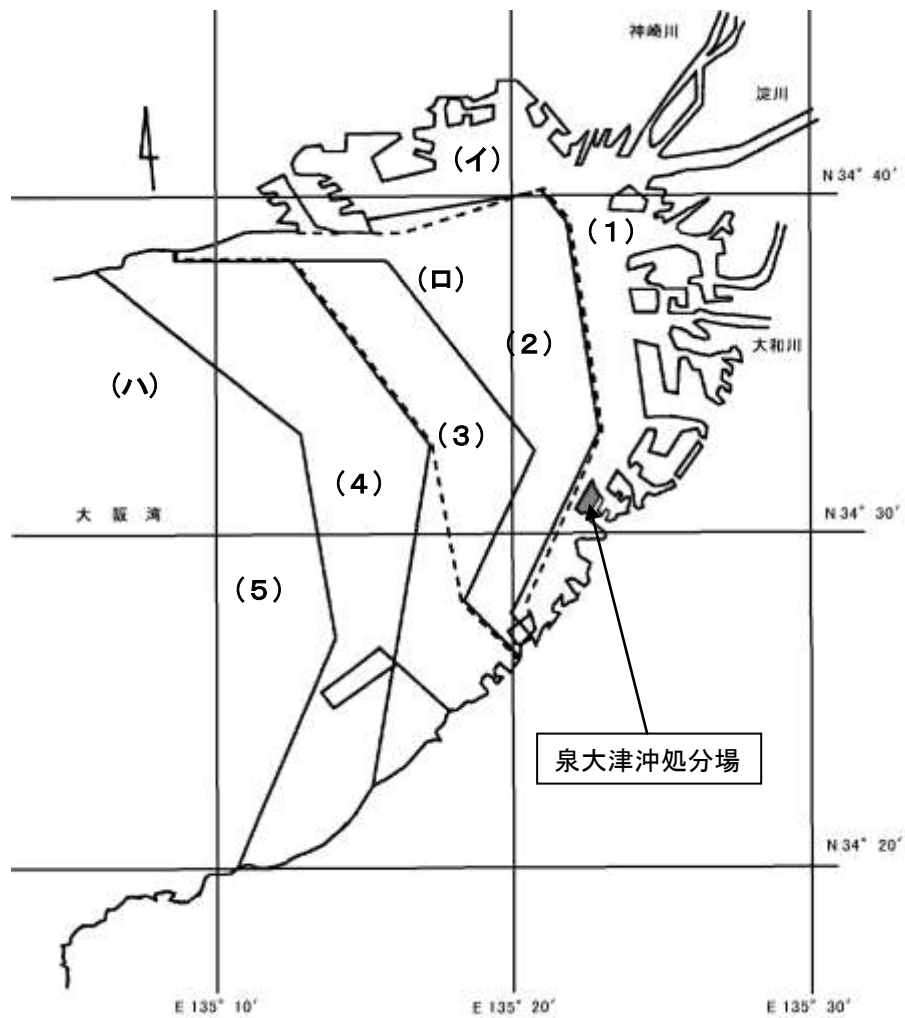 神崎川
淀川
(イ)
N 34° 40′
(1)
(ロ)
(2)
大和川
(ハ)
(3)
(4)
大阪湾
N 34° 30′
(5)
泉大津沖処分場
N 34° 20′
E 135° 10′
E 135° 20′
E 135° 30′